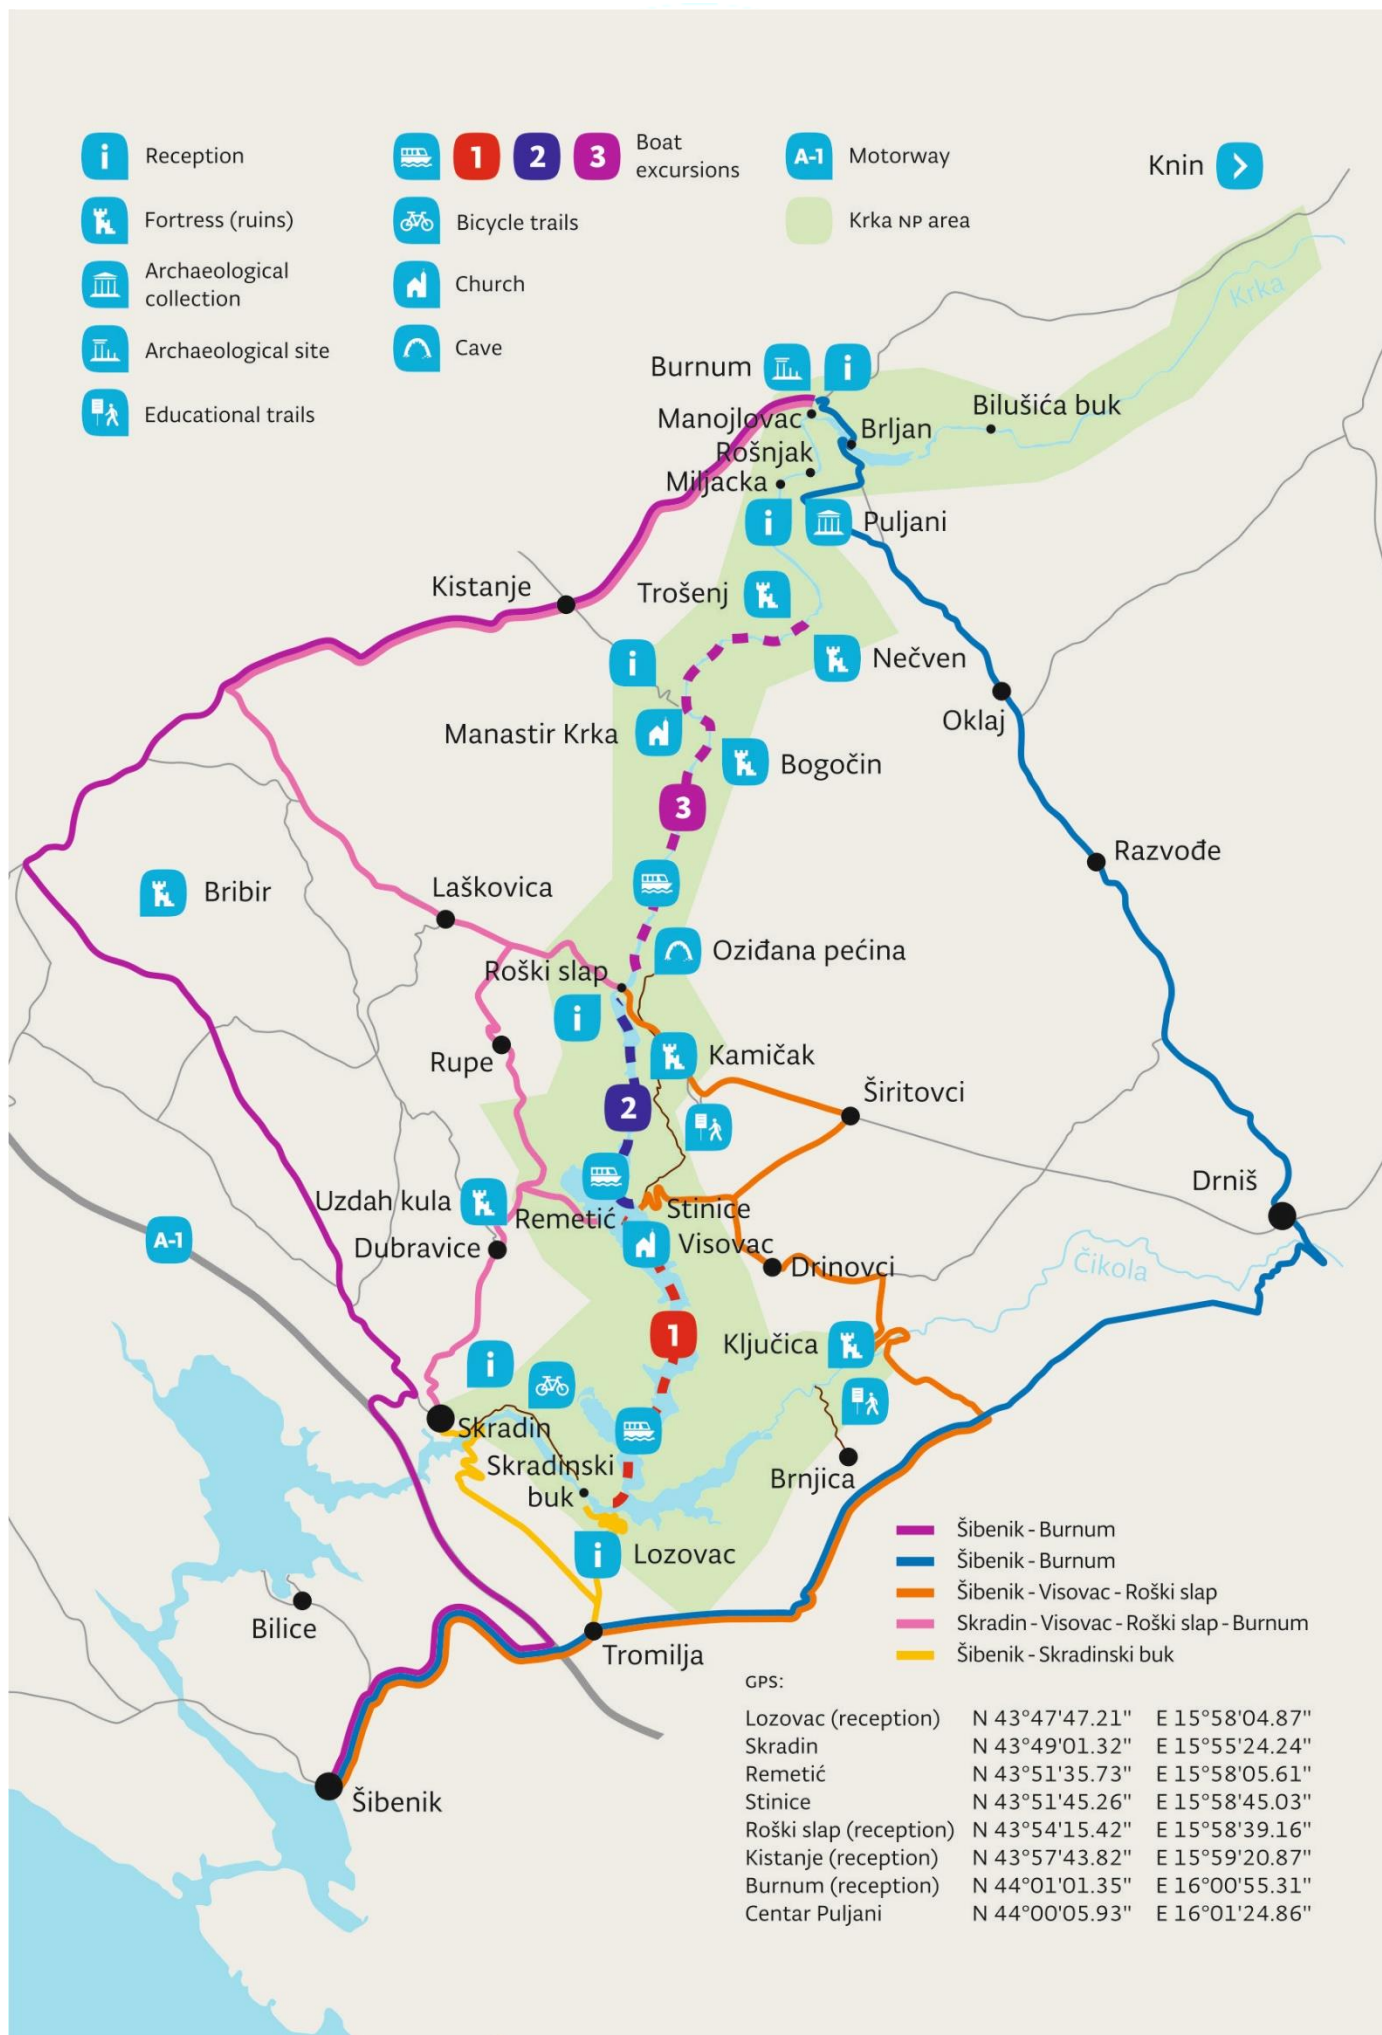 i Reception
Fortress (ruins)
Archaeological
collection
Archaeological site
Educational trails
1 2 3 Boat
excursions
Bicycle trails
Church
Cave
A-1 Motorway
Krka NP area
Knin
Krka
Burnum i
Manojlovac
Brljan
Bilušića buk
Rošnjak
Miljacka
i Puljani
Kistanje
Trošenj
i
Nečven
Oklaj
Manastir Krka
Bogočin
3
Razvođe
Bribir
Laškovica
Oziđana pećina
Roški slap
i
Rupe
Kamičak
Širitovci
2
Drniš
Uzdah kula
Remetić
Stinice
A-1
Dubravice
Visovac
Drinovci
Čikola
1
Ključica
i
Skradin
Skradinski
buk
Brnjica
i Lozovac
Bilice
Tromilja
Šibenik
Šibenik - Burnum
Šibenik - Burnum
Šibenik - Visovac - Roški slap
Skradin - Visovac - Roški slap - Burnum
Šibenik - Skradinski buk
GPS:
Lozovac (reception) N 43°47'47.21" E 15°58'04.87"
Skradin N 43°49'01.32" E 15°55'24.24"
Remetić N 43°51'35.73" E 15°58'05.61"
Stinice N 43°51'45.26" E 15°58'45.03"
Roški slap (reception) N 43°54'15.42" E 15°58'39.16"
Kistanje (reception) N 43°57'43.82" E 15°59'20.87"
Burnum (reception) N 44°01'01.35" E 16°00'55.31"
Centar Puljani N 44°00'05.93" E 16°01'24.86"